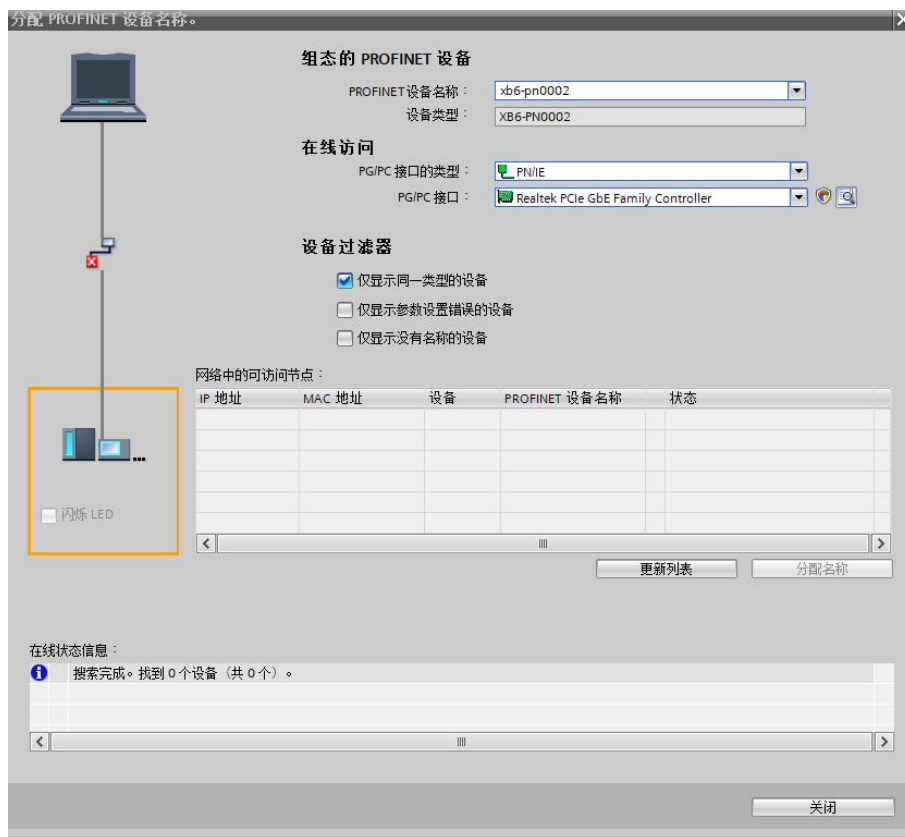 分配 PROFINET 设备名称。
组态的 PROFINET 设备
PROFINET设备名称： xb6-pn0002
设备类型： XB6-PN0002
在线访问
PG/PC 接口的类型： PN/IE
PG/PC 接口： Realtek PCIe GbE Family Controller
设备过滤器
仅显示同一类型的设备
仅显示参数设置错误的设备
仅显示没有名称的设备
网络中的可访问节点：
IP 地址 MAC 地址 设备 PROFINET 设备名称 状态
...
闪烁 LED
更新列表 分配名称
在线状态信息：
搜索完成。找到 0 个设备（共 0 个）。
关闭